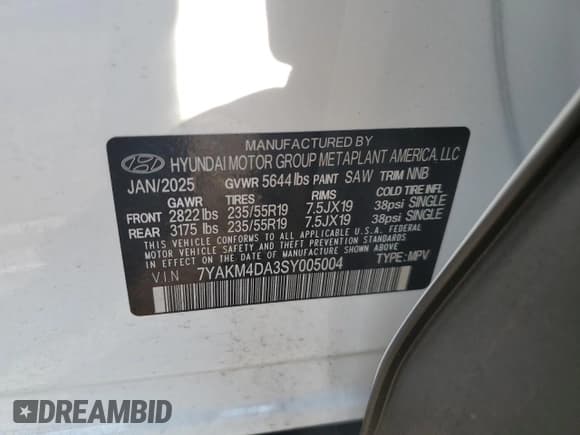 MANUFACTURED BY
HYUNDAI MOTOR GROUP METAPLANT AMERICA, LLC
JAN/2025 GVWR 5644 lbs PAINT SAW TRIM NNB
GAWR TIRES RIMS COLD TIRE INFL
FRONT 2822 lbs 235/55R19 7.5JX19 38psi SINGLE
REAR 3175 lbs 235/55R19 7.5JX19 38psi SINGLE
THIS VEHICLE CONFORMS TO ALL APPLICABLE U.S.A. FEDERAL
MOTOR VEHICLE SAFETY AND THEFT PREVENTION STANDARDS
IN EFFECT ON THE DATE OF MANUFACTURE SHOWN ABOVE
VIN 7YAKM4DA3SY005004 TYPE:MPV
DREAMBID